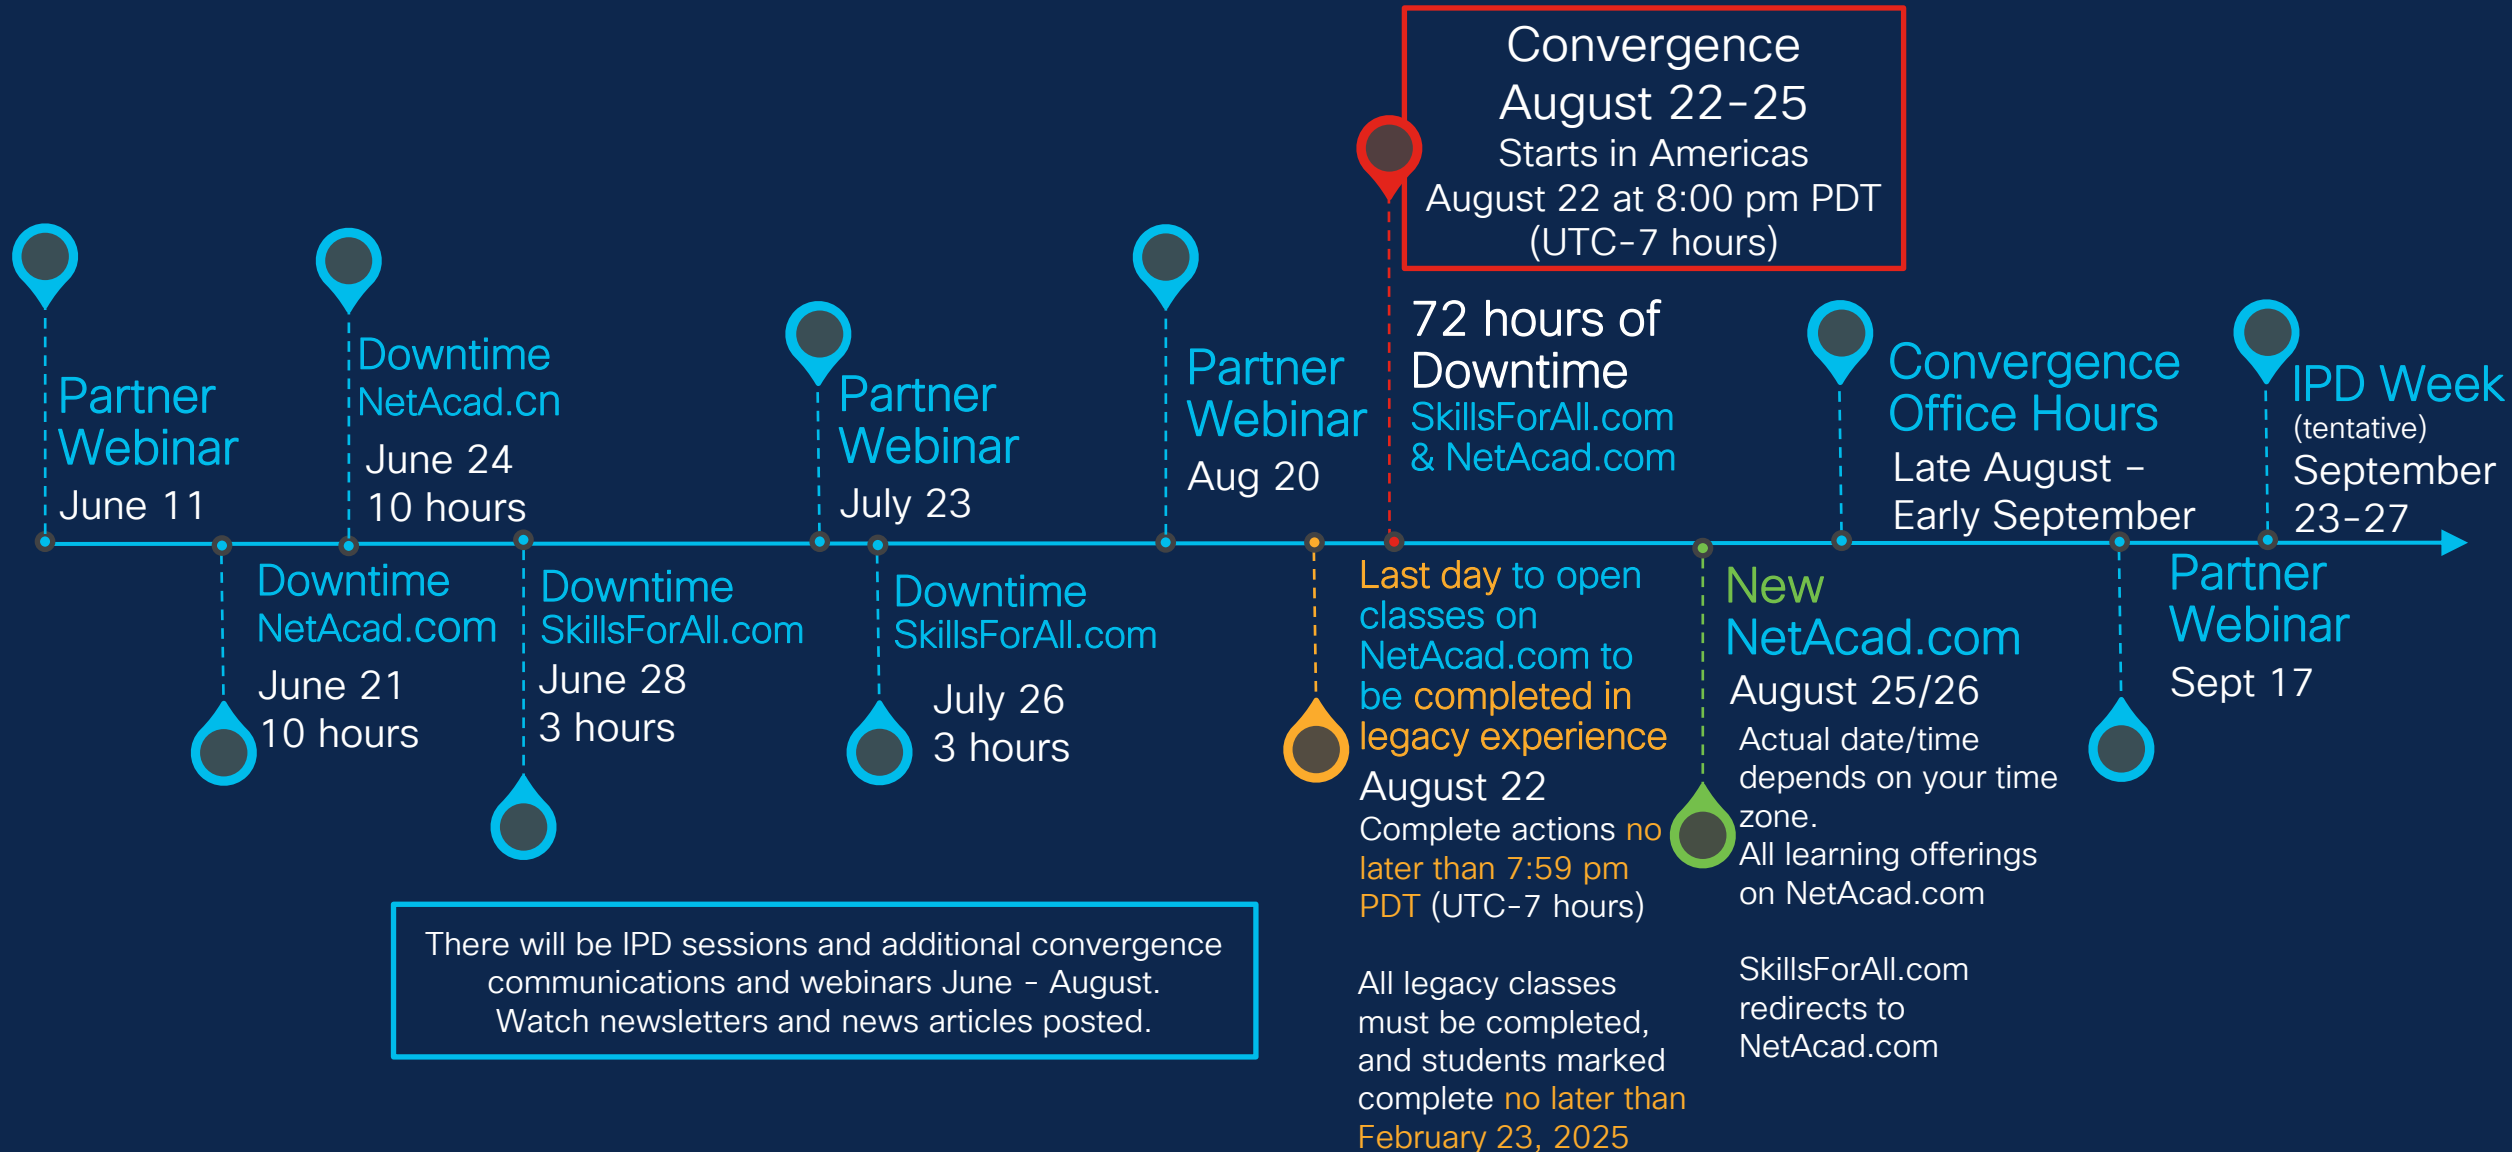 Convergence
August 22-25
Starts in Americas
August 22 at 8:00 pm PDT
(UTC-7 hours)
Partner
Webinar
June 11
Downtime
NetAcad.com
June 21
10 hours
Downtime
NetAcad.cn
June 24
10 hours
Downtime
SkillsForAll.com
June 28
3 hours
Partner
Webinar
July 23
Downtime
SkillsForAll.com
July 26
3 hours
Partner
Webinar
Aug 20
Last day to open
classes on
NetAcad.com to
be completed in
legacy experience
August 22
Complete actions no
later than 7:59 pm
PDT (UTC-7 hours)
All legacy classes
must be completed,
and students marked
complete no later than
February 23, 2025
72 hours of
Downtime
SkillsForAll.com
& NetAcad.com
New
NetAcad.com
August 25/26
Actual date/time
depends on your time
zone.
All learning offerings
on NetAcad.com
SkillsForAll.com
redirects to
NetAcad.com
Convergence
Office Hours
Late August –
Early September
Partner
Webinar
Sept 17
IPD Week
(tentative)
September
23-27
There will be IPD sessions and additional convergence
communications and webinars June - August.
Watch newsletters and news articles posted.